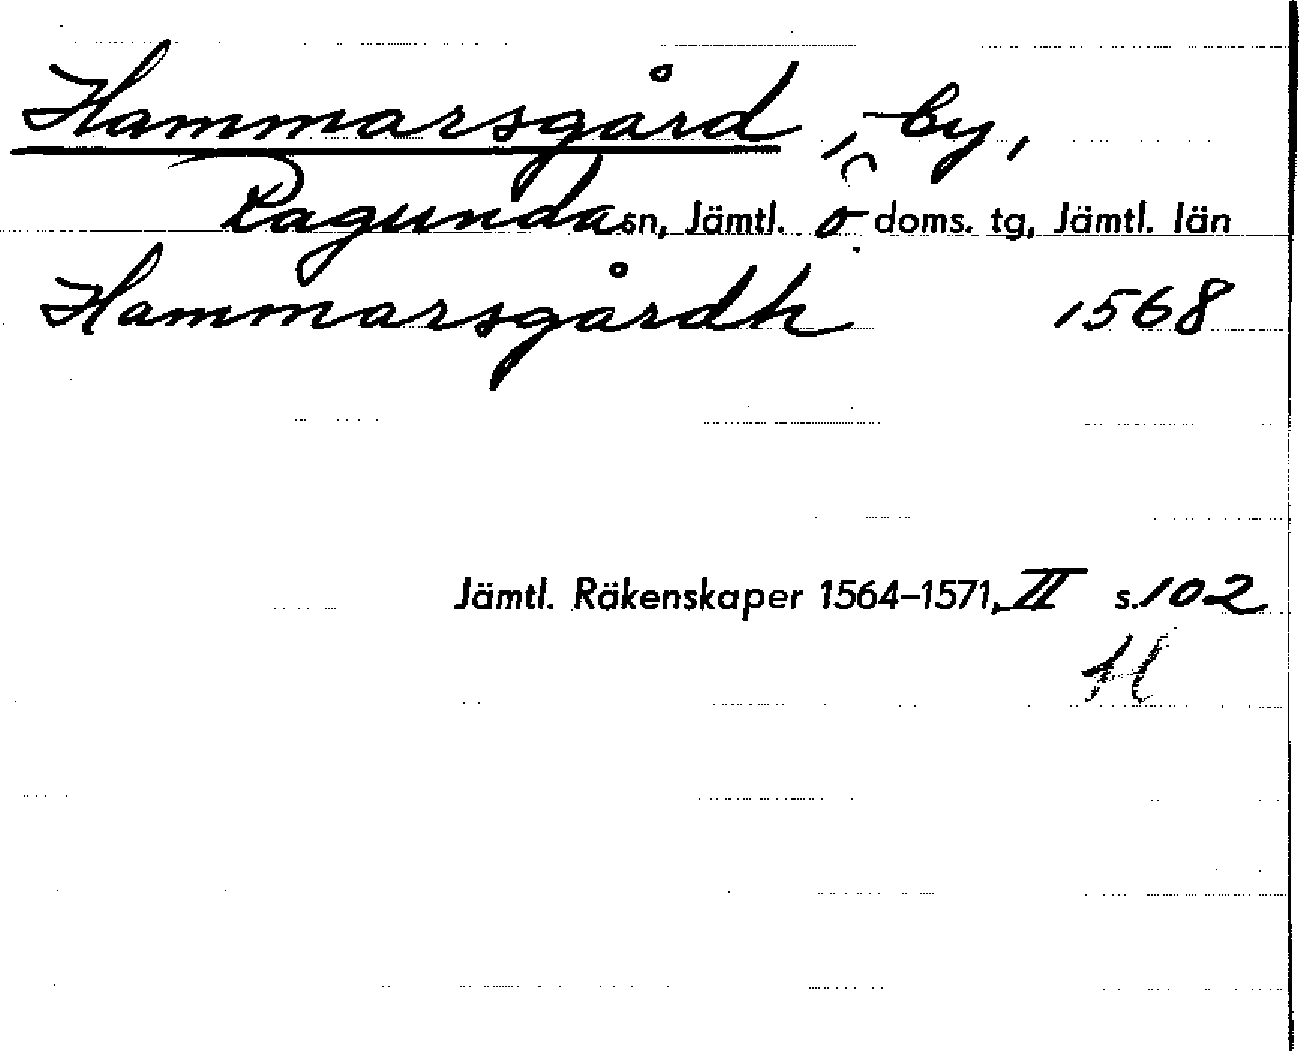 Hammarsgård, by,
Ragunda sn, Jämtl. ö doms. tg, Jämtl. län
Hammarsgårdh 1568
Jämtl. Räkenskaper 1564–1571, II s. 102
H